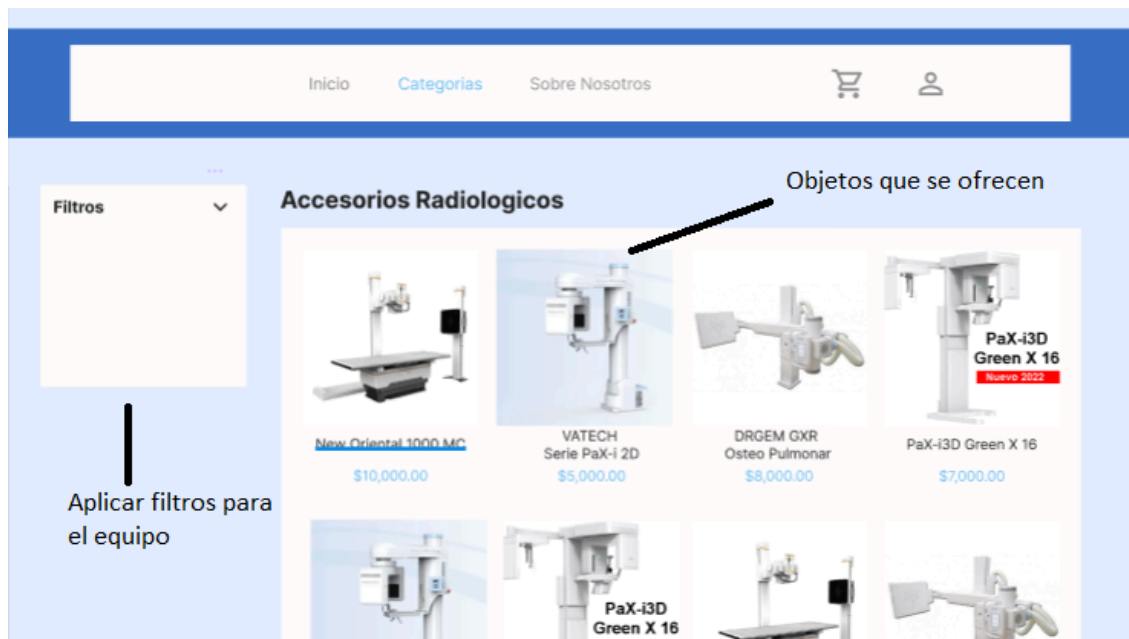 Inicio Categorias Sobre Nosotros
Objetos que se ofrecen
Filtros
Accesorios Radiologicos
PaX-i3D
Green X 16
Nuevo 2022
New Oriental 1000 MC
VATECH
Serie PaX-i 2D
DRGEM GXR
Osteo Pulmonar
PaX-i3D Green X 16
$10,000.00
$5,000.00
$8,000.00
$7,000.00
Aplicar filtros para
el equipo
PaX-i3D
Green X 16